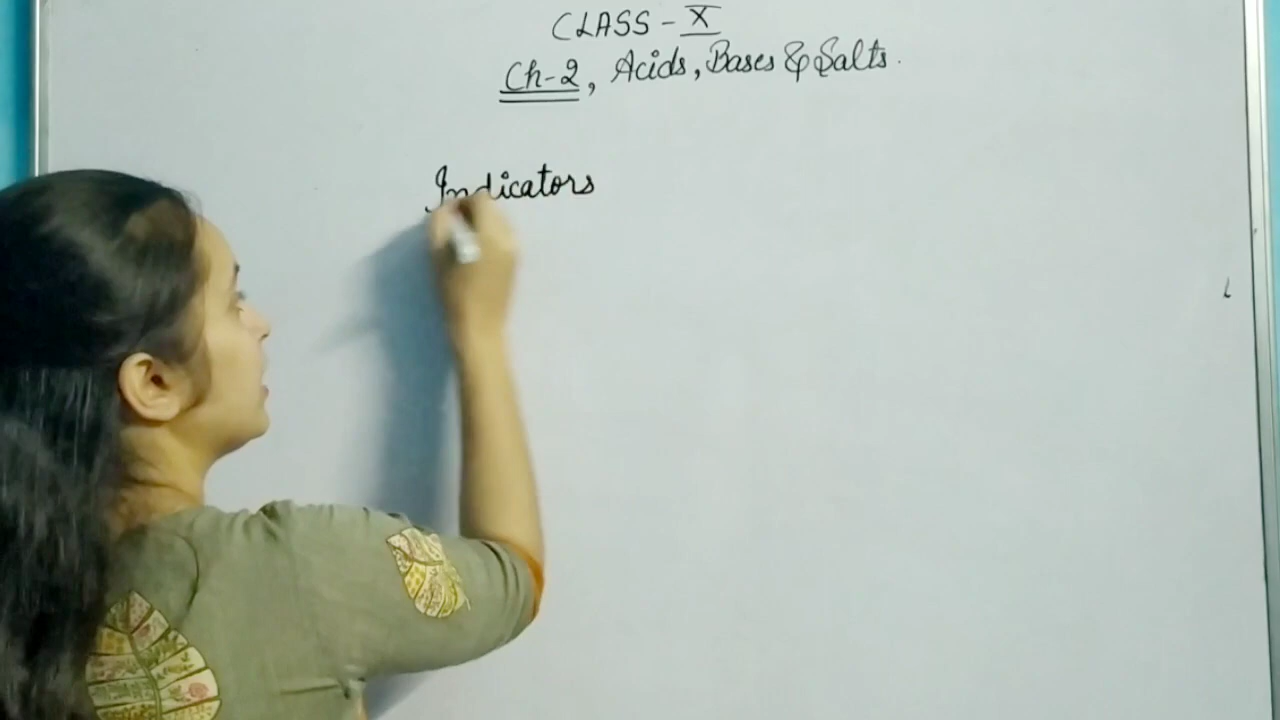 CLASS - X
Ch-2, Acids, Bases & Salts.
Indicators